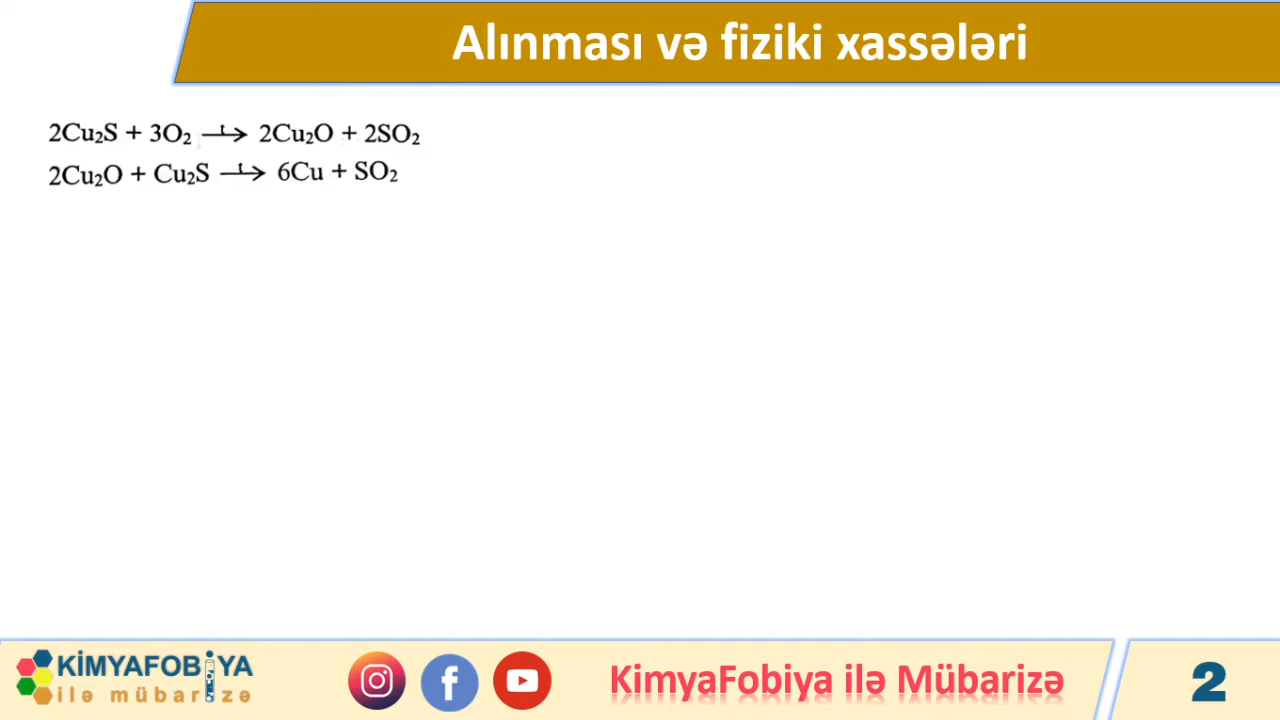 Alınması və fiziki xassələri
2Cu₂S + 3O₂ —t→ 2Cu₂O + 2SO₂
2Cu₂O + Cu₂S —t→ 6Cu + SO₂
KİMYAFOBİYA
ilə mübarizə
KimyaFobiya ilə Mübarizə
2